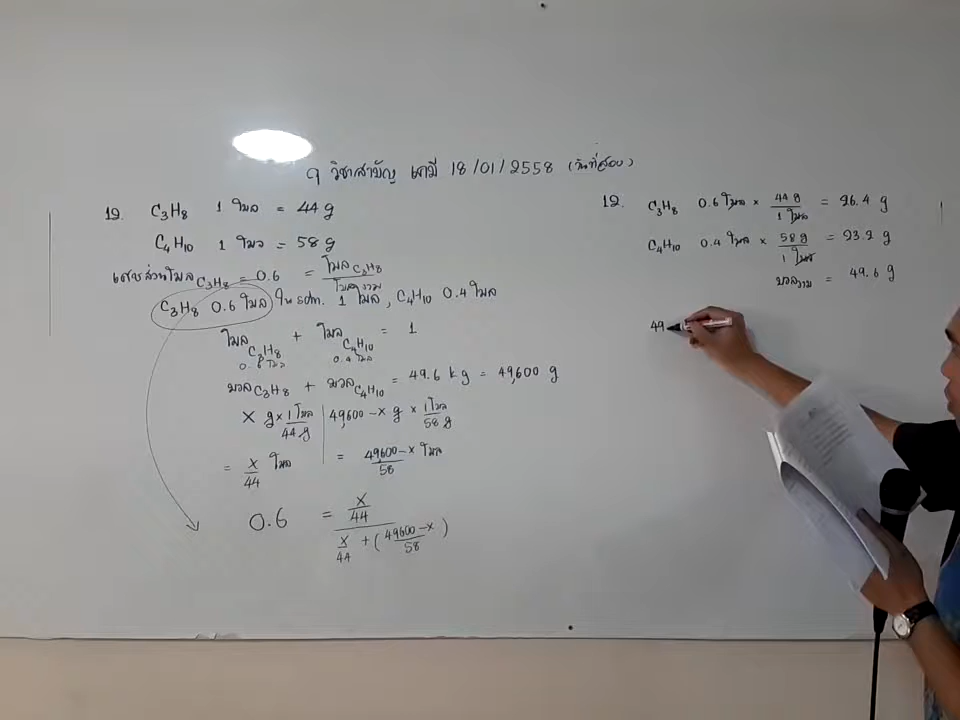 ๙ วิชาสามัญ เคมี 18/01/2558 (วันที่สอง)
12. C3H8 1 โมล = 44 g
C4H10 1 โมล = 58 g
เศษส่วนโมล C3H8 = 0.6 = โมล C3H8 / โมลรวม
C3H8 0.6 โมล ใน 1 โมล, C4H10 0.4 โมล
โมล C3H8 + โมล C4H10 = 1
0.6 โมล 0.4 โมล
มวล C3H8 + มวล C4H10 = 49.6 kg = 49,600 g
x g × 1 โมล / 44 g 49,600 - x g × 1 โมล / 58 g
= x / 44 โมล = 49600 - x / 58 โมล
0.6 = x / 44 / x / 44 + (49600 - x / 58)
12. C3H8 0.6 โมล × 44 g / 1 โมล = 26.4 g
C4H10 0.4 โมล × 58 g / 1 โมล = 23.2 g
มวลรวม = 49.6 g
49